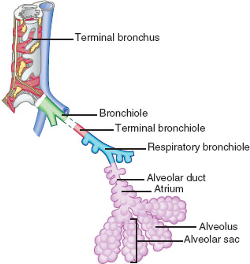 Terminal bronchus
Bronchiole
Terminal bronchiole
Respiratory bronchiole
Alveolar duct
Atrium
Alveolus
Alveolar sac